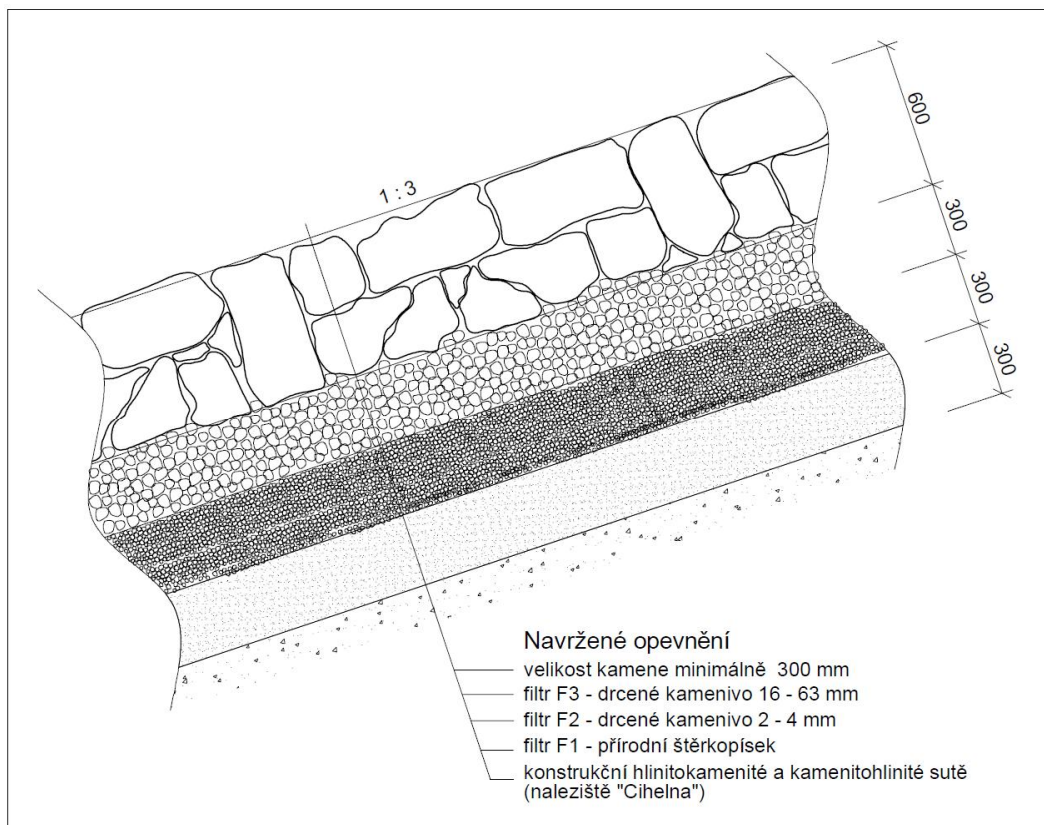 600
1 : 3
300
300
300
Navržené opevnění
velikost kamene minimálně 300 mm
filtr F3 - drcené kamenivo 16 - 63 mm
filtr F2 - drcené kamenivo 2 - 4 mm
filtr F1 - přírodní štěrkopísek
konstrukční hlinitokamenité a kamenitohlinité sutě
(naleziště "Cihelna")